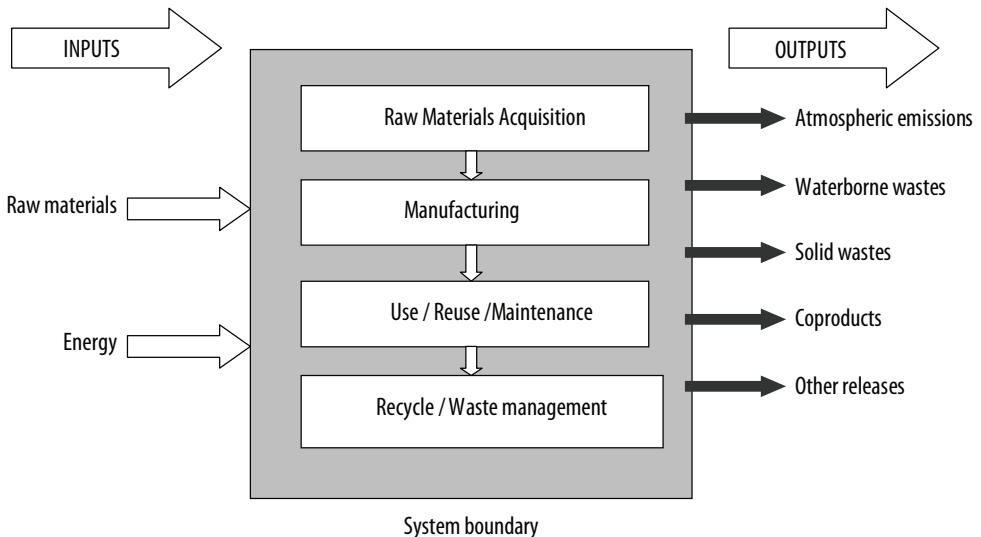 INPUTS
OUTPUTS
Raw Materials Acquisition
Atmospheric emissions
Waterborne wastes
Raw materials
Manufacturing
Solid wastes
Use / Reuse /Maintenance
Coproducts
Energy
Other releases
Recycle / Waste management
System boundary